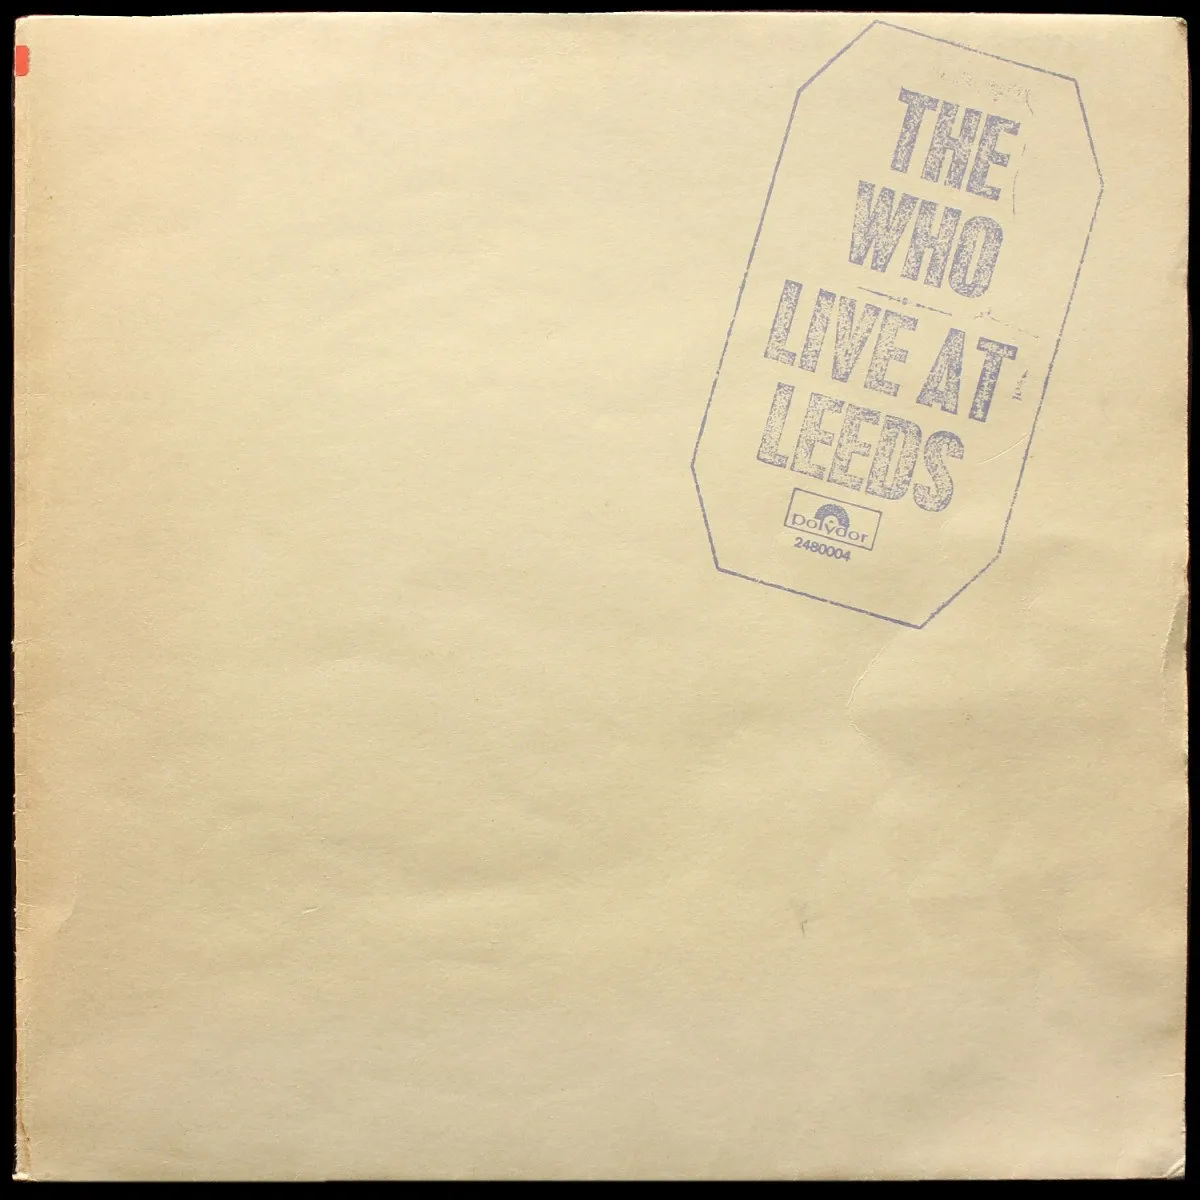 THE
WHO
LIVE AT
LEEDS
polydor
2480004